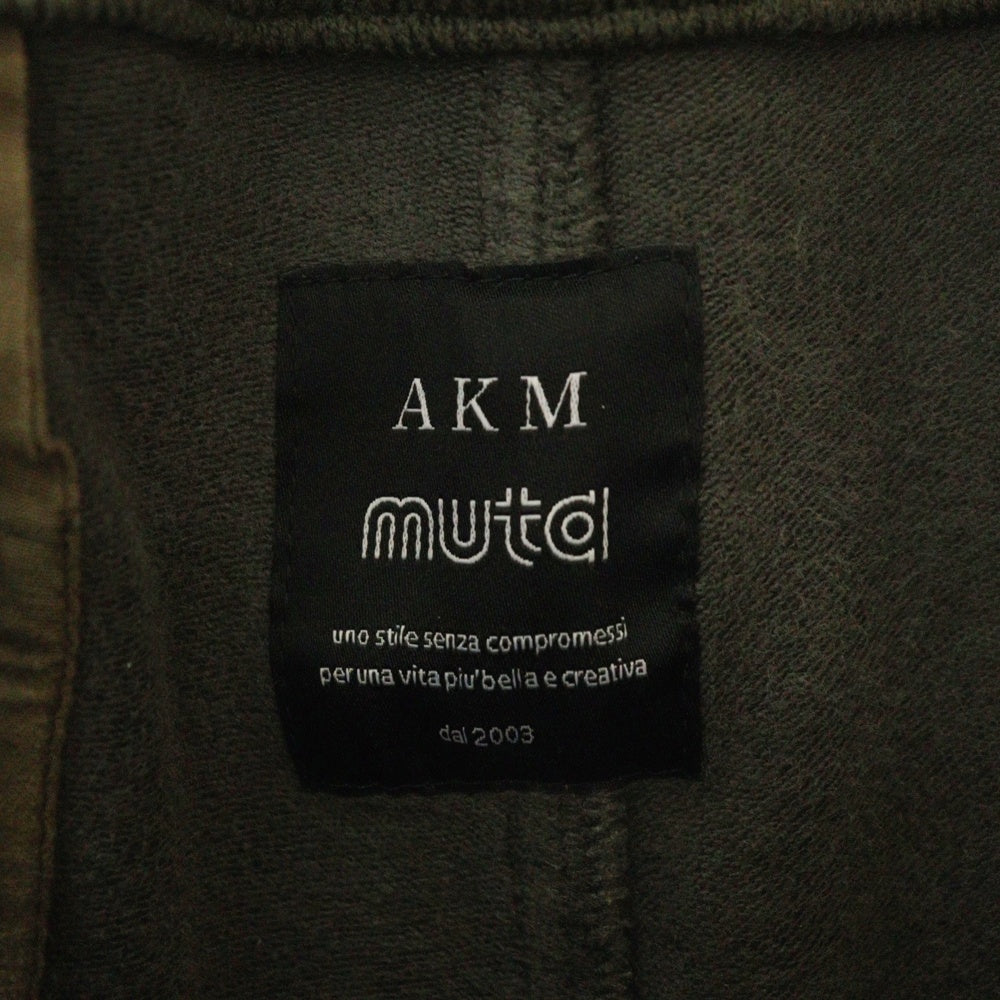 AKM
muta
uno stile senza compromessi
per una vita piu' bella e creativa
dal 2003